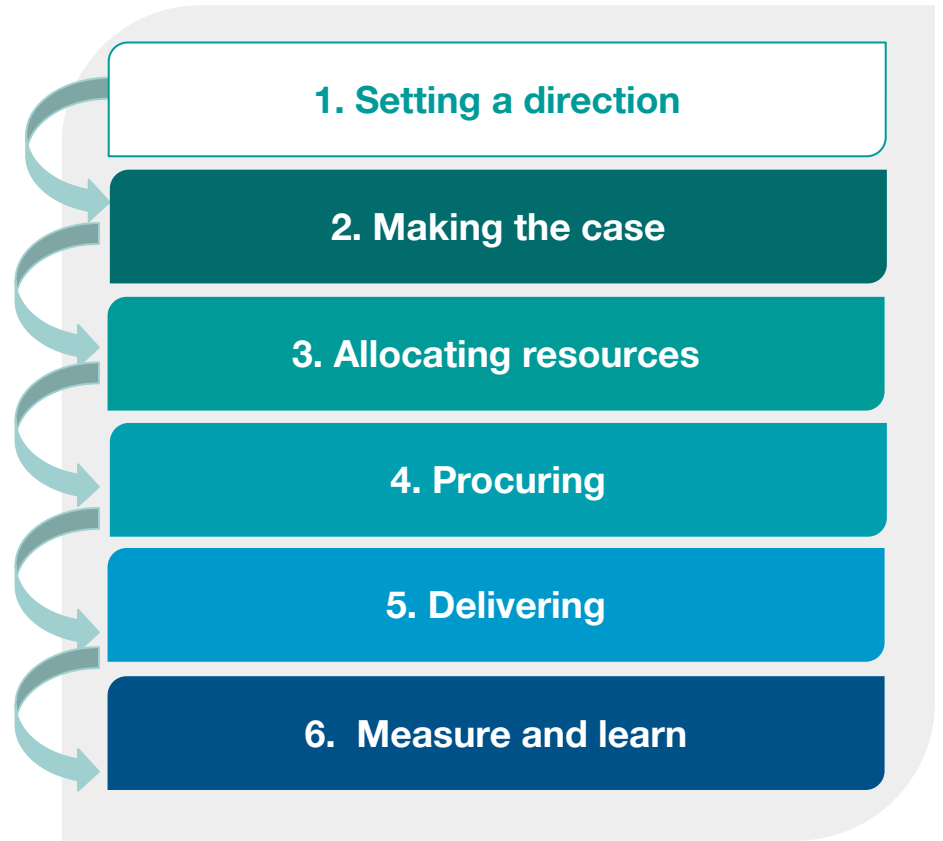 1. Setting a direction
2. Making the case
3. Allocating resources
4. Procuring
5. Delivering
6.  Measure and learn